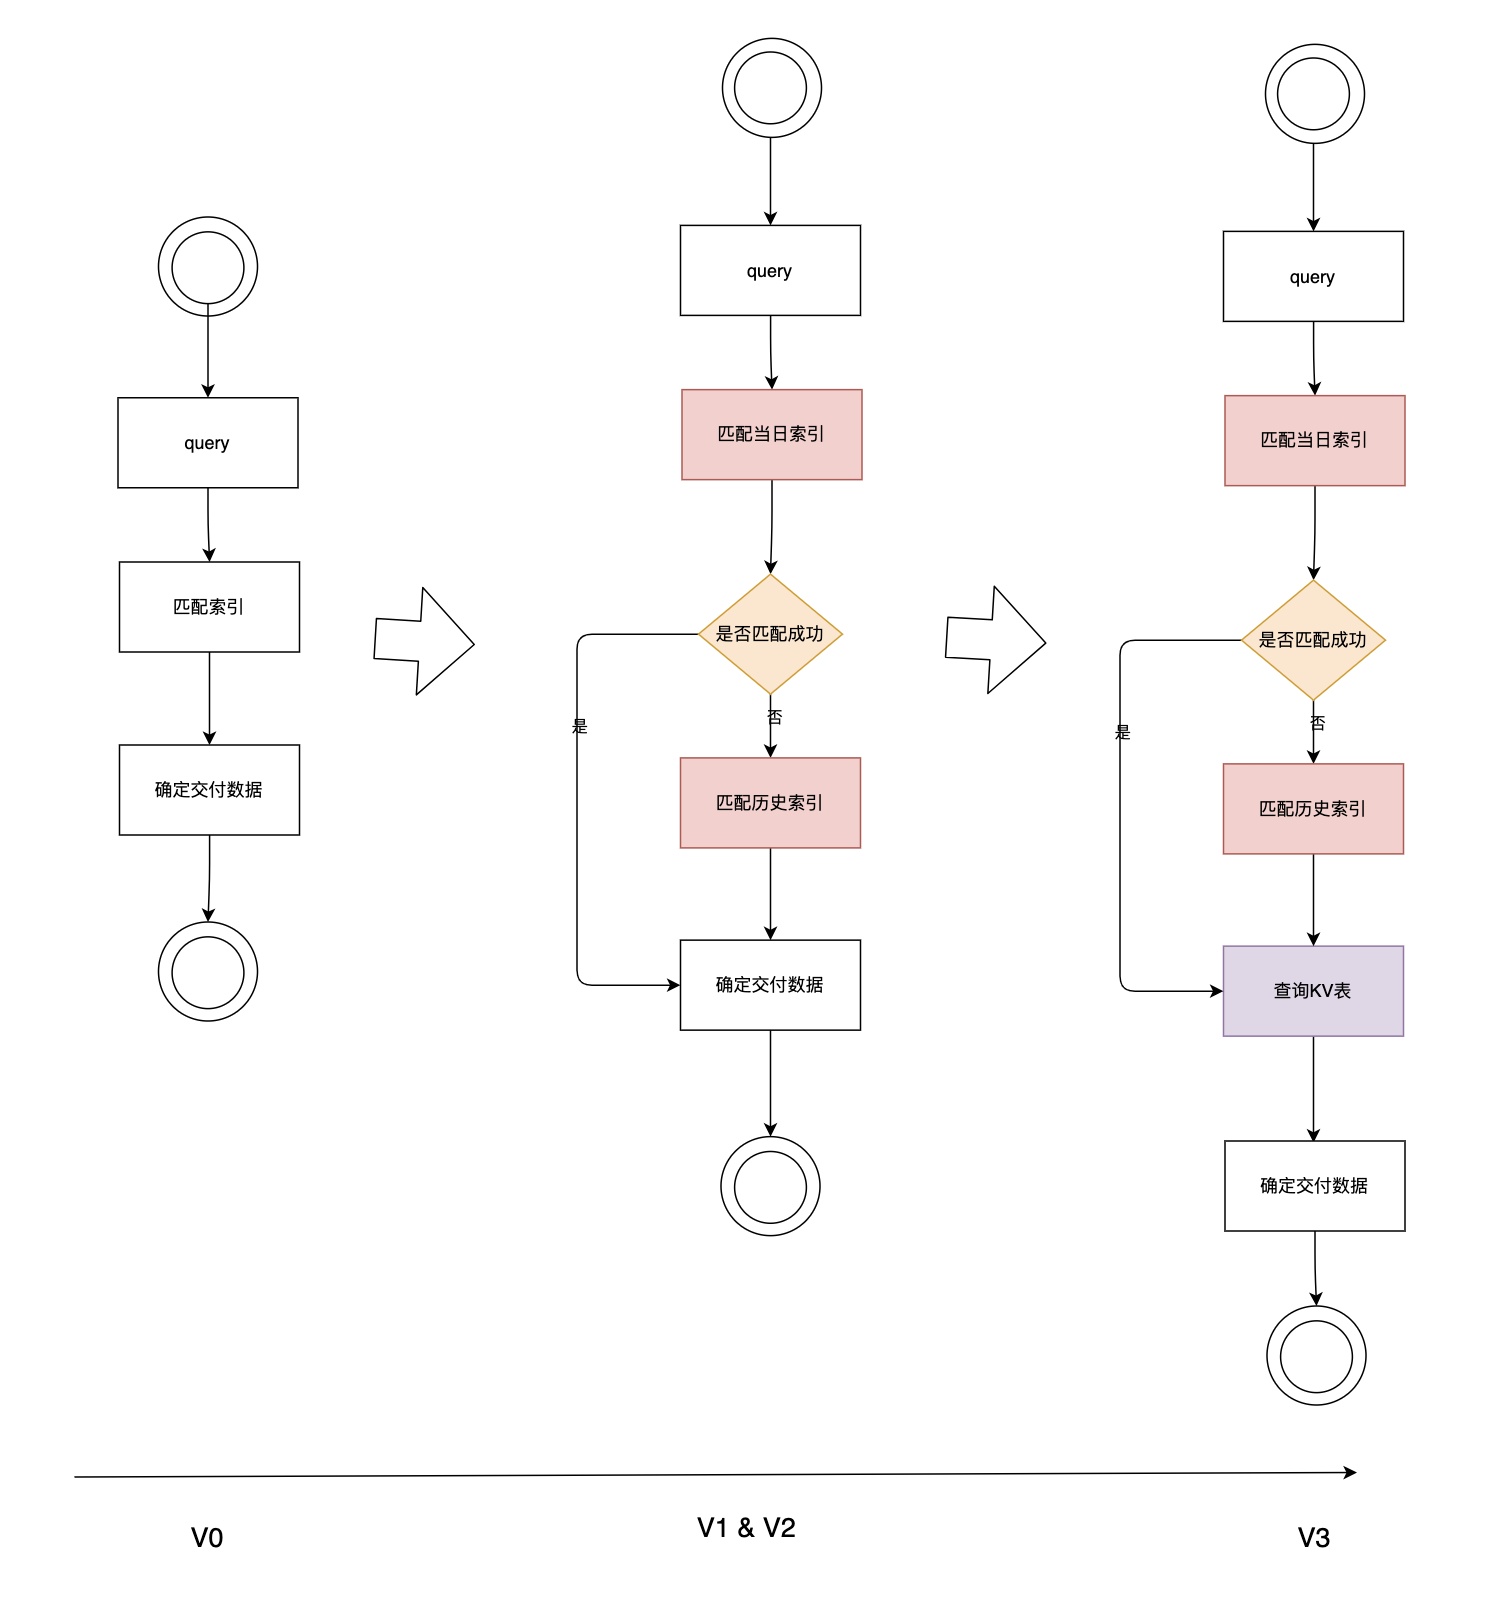 query
匹配索引
确定交付数据
query
匹配当日索引
是否匹配成功
是
否
匹配历史索引
确定交付数据
query
匹配当日索引
是否匹配成功
是
否
匹配历史索引
查询KV表
确定交付数据
V0
V1 & V2
V3